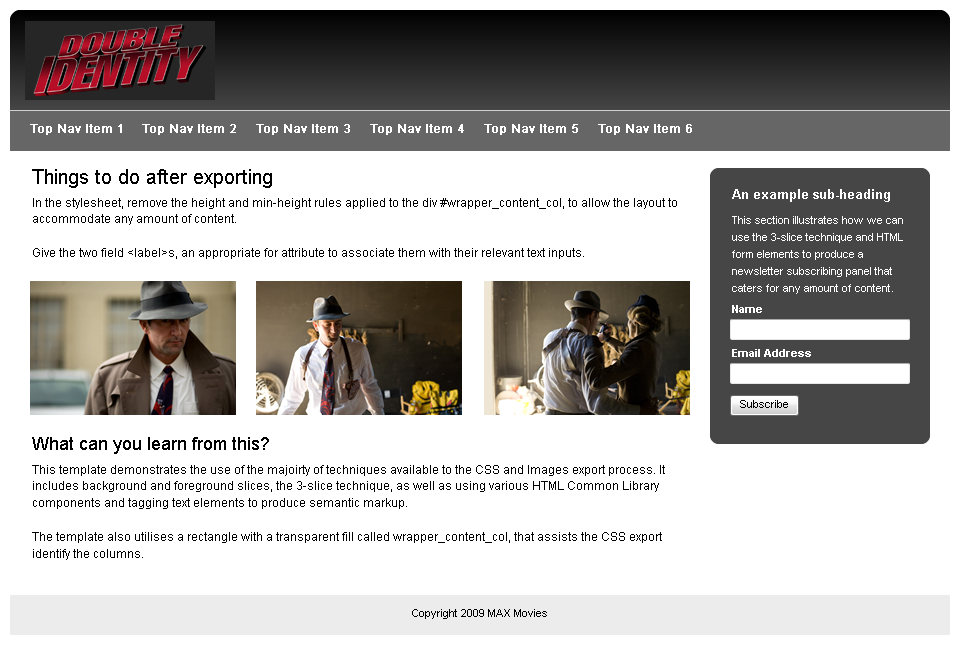 DOUBLE
IDENTITY
Top Nav Item 1 Top Nav Item 2 Top Nav Item 3 Top Nav Item 4 Top Nav Item 5 Top Nav Item 6
Things to do after exporting
In the stylesheet, remove the height and min-height rules applied to the div #wrapper_content_col, to allow the layout to
accommodate any amount of content.
Give the two field <label>s, an appropriate for attribute to associate them with their relevant text inputs.
What can you learn from this?
This template demonstrates the use of the majoirty of techniques available to the CSS and Images export process. It
includes background and foreground slices, the 3-slice technique, as well as using various HTML Common Library
components and tagging text elements to produce semantic markup.
The template also utilises a rectangle with a transparent fill called wrapper_content_col, that assists the CSS export
identify the columns.
An example sub-heading
This section illustrates how we can
use the 3-slice technique and HTML
form elements to produce a
newsletter subscribing panel that
caters for any amount of content.
Name
Email Address
Subscribe
Copyright 2009 MAX Movies